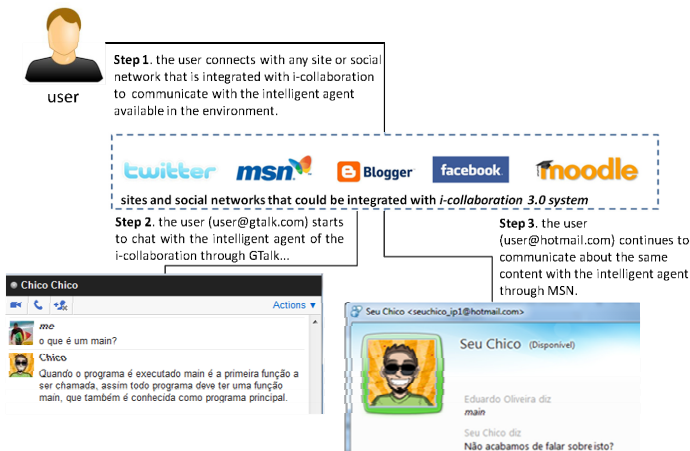 user
Step 1. the user connects with any site or social
network that is integrated with i-collaboration
to communicate with the intelligent agent
available in the environment.
twitter msn Blogger facebook moodle
sites and social networks that could be integrated with i-collaboration 3.0 system
Step 2. the user (user@gtalk.com) starts
to chat with the intelligent agent of the
i-collaboration through GTalk...
Step 3. the user
(user@hotmail.com) continues to
communicate about the same
content with the intelligent agent
through MSN.
Chico Chico
Actions ▼
me
o que é um main?
Chico
Quando o programa é executado main é a primeira função a
ser chamada, assim todo programa deve ter uma função
main, que também é conhecida como programa principal.
Seu Chico <seuchico_ip1@hotmail.com>
Seu Chico (Disponível)
Eduardo Oliveira diz
main
Seu Chico diz
Não acabamos de falar sobre isto?